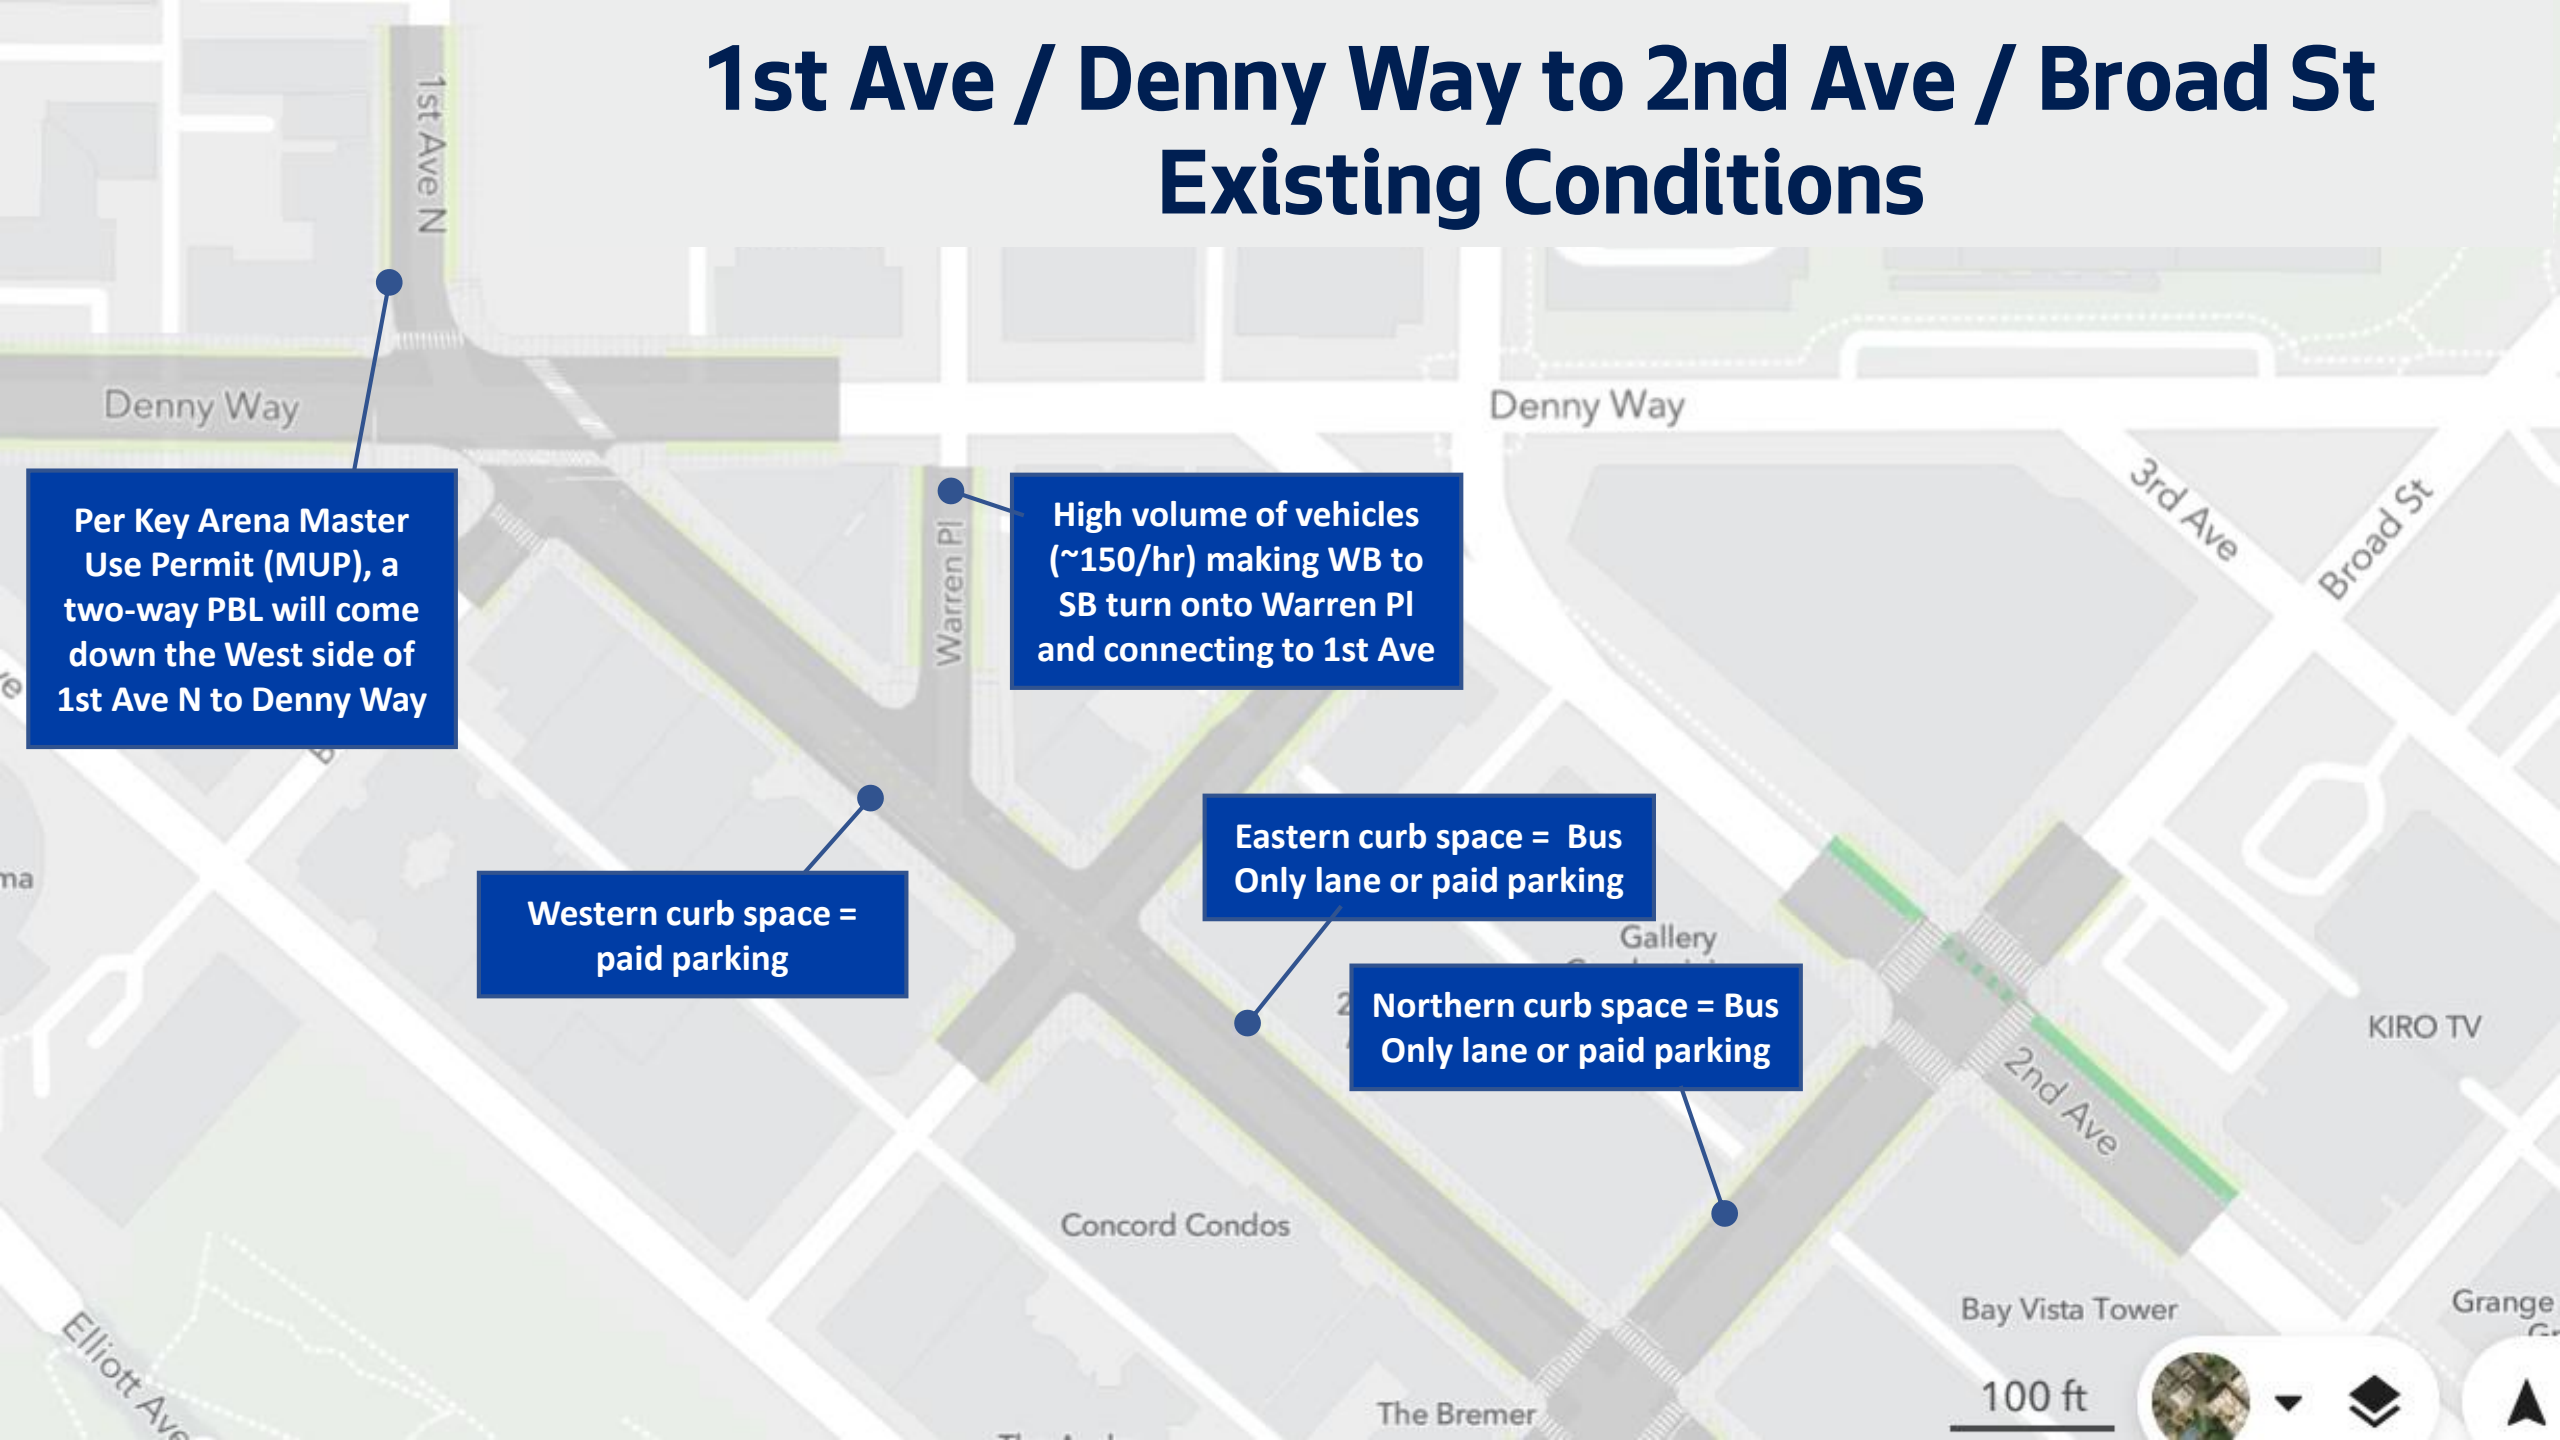 1st Ave / Denny Way to 2nd Ave / Broad St
Existing Conditions
1st Ave N
Denny Way
Denny Way
3rd Ave
Broad St
Per Key Arena Master
Use Permit (MUP), a
two-way PBL will come
down the West side of
1st Ave N to Denny Way
Warren Pl
High volume of vehicles
(~150/hr) making WB to
SB turn onto Warren Pl
and connecting to 1st Ave
Western curb space =
paid parking
Eastern curb space = Bus
Only lane or paid parking
Gallery
Northern curb space = Bus
Only lane or paid parking
KIRO TV
2nd Ave
Concord Condos
Bay Vista Tower
Grange
Elliott Ave
The Bremer
100 ft